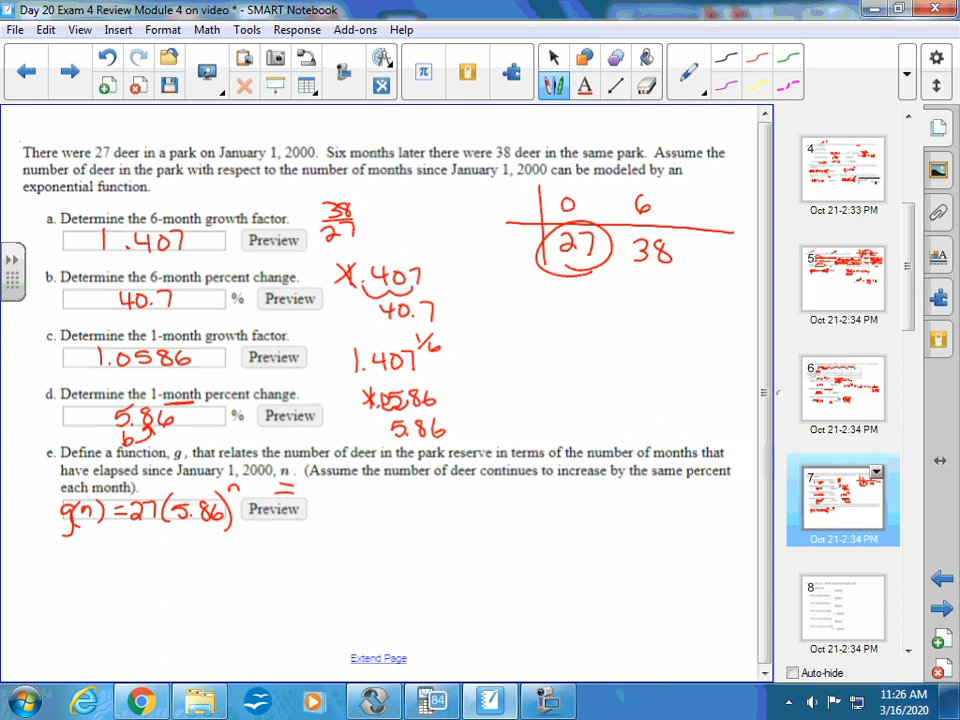 Day 20 Exam 4 Review Module 4 on video * - SMART Notebook
File Edit View Insert Format Math Tools Response Add-ons Help
There were 27 deer in a park on January 1, 2000. Six months later there were 38 deer in the same park. Assume the
number of deer in the park with respect to the number of months since January 1, 2000 can be modeled by an
exponential function.
0 6
27 38
a. Determine the 6-month growth factor.
38
27
1.407 Preview
b. Determine the 6-month percent change.
1.407
40.7 % Preview
40.7
c. Determine the 1-month growth factor.
1.0586 Preview
1.407^1/6
d. Determine the 1-month percent change.
1.0586
5.86 % Preview
5.86
b
e. Define a function, g, that relates the number of deer in the park reserve in terms of the number of months that
have elapsed since January 1, 2000, n. (Assume the number of deer continues to increase by the same percent
each month).
g(n) = 27(5.86)^n Preview
Extend Page
4
Oct 21-2:33 PM
5
Oct 21-2:34 PM
6
Oct 21-2:34 PM
7
Oct 21-2:34 PM
8
Oct 21-2:34 PM
Auto-hide
84
11:26 AM
3/16/2020